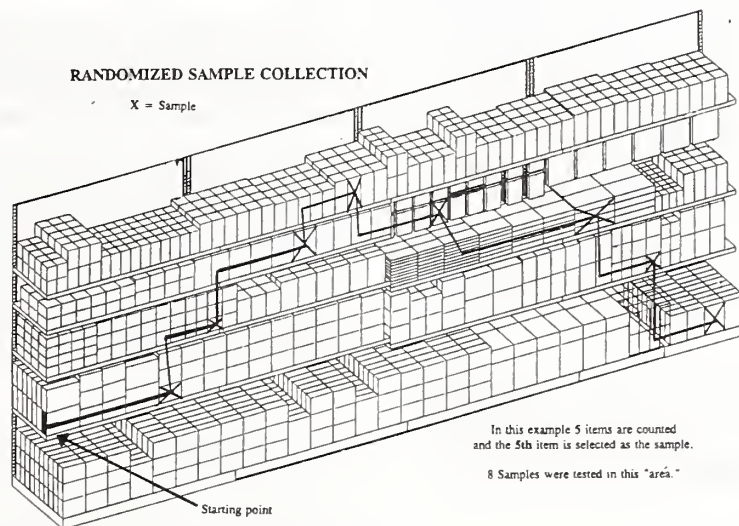 RANDOMIZED SAMPLE COLLECTION
X = Sample
In this example 5 items are counted
and the 5th item is selected as the sample.
8 Samples were tested in this "area."
Starting point